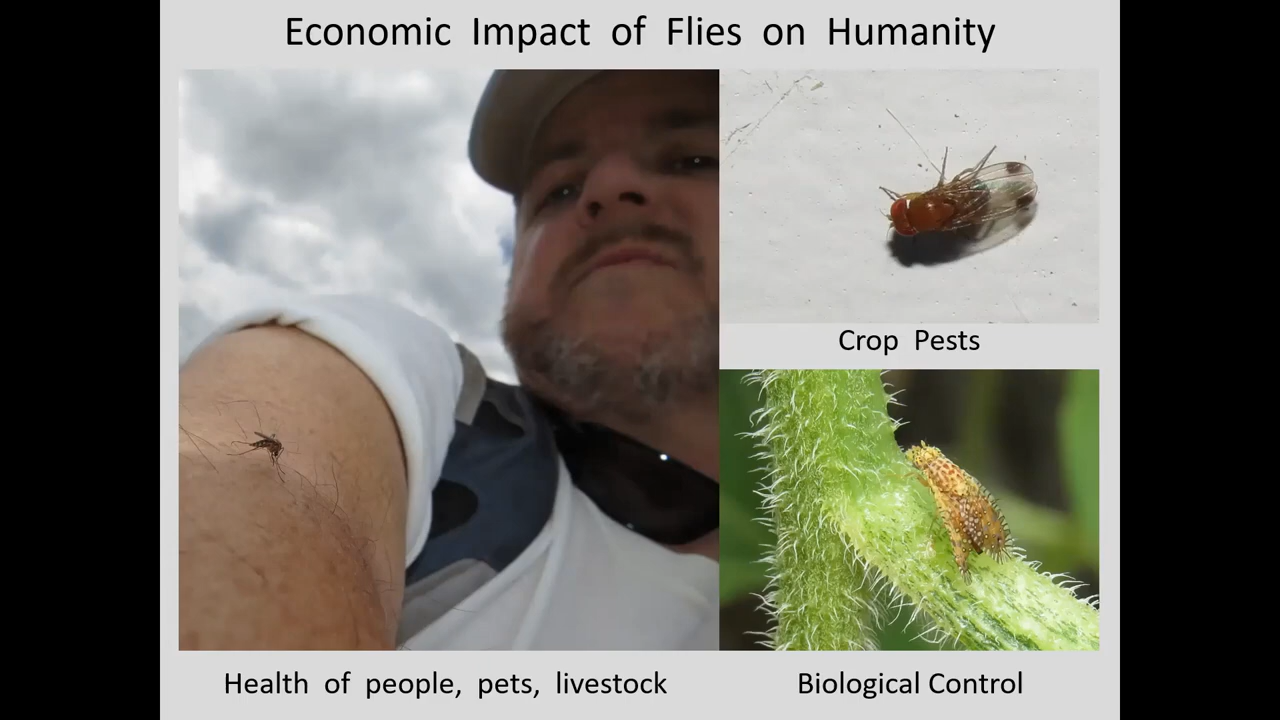 Economic Impact of Flies on Humanity
Crop Pests
Health of people, pets, livestock
Biological Control